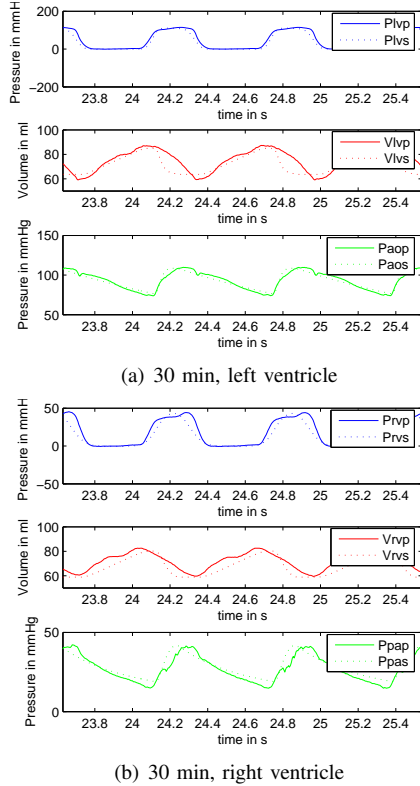 200
0
−200
Pressure in mmH
Plvp
Plvs
23.8 24 24.2 24.4 24.6 24.8 25 25.2 25.4
time in s
100
80
60
Volume in ml
Vlvp
Vlvs
23.8 24 24.2 24.4 24.6 24.8 25 25.2 25.4
time in s
150
100
50
Pressure in mmHg
Paop
Paos
23.8 24 24.2 24.4 24.6 24.8 25 25.2 25.4
time in s
(a) 30 min, left ventricle
50
0
−50
Pressure in mmH
Prvp
Prvs
23.8 24 24.2 24.4 24.6 24.8 25 25.2 25.4
time in s
100
80
60
Volume in ml
Vrvp
Vrvs
23.8 24 24.2 24.4 24.6 24.8 25 25.2 25.4
time in s
50
0
Pressure in mmHg
Ppap
Ppas
23.8 24 24.2 24.4 24.6 24.8 25 25.2 25.4
time in s
(b) 30 min, right ventricle